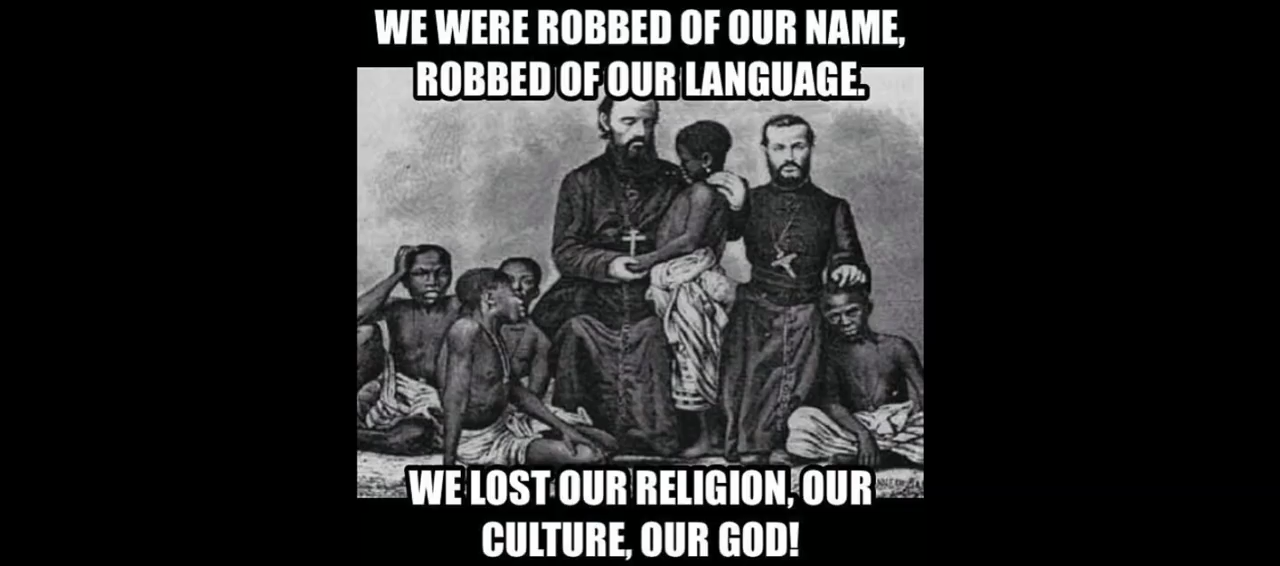 WE WERE ROBBED OF OUR NAME,
ROBBED OF OUR LANGUAGE.
WE LOST OUR RELIGION, OUR
CULTURE, OUR GOD!